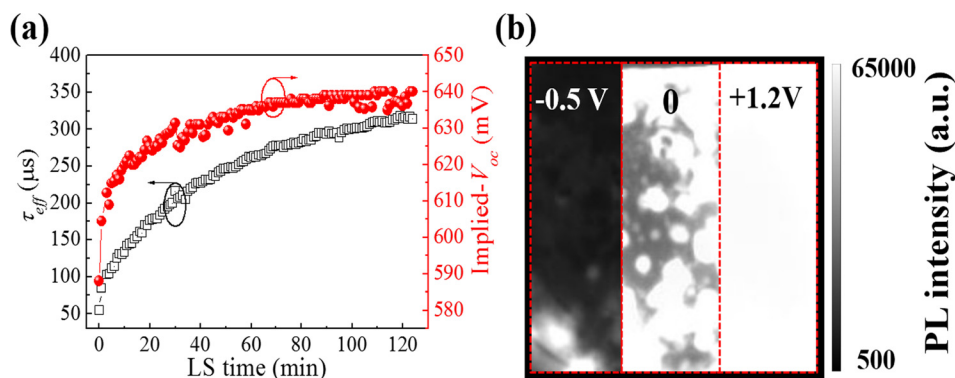 (a)
400
350
300
250
200
150
100
50
τeff (μs)
0 20 40 60 80 100 120
LS time (min)
650
640
630
620
610
600
590
580
Implied-Voc (mV)
(b)
-0.5 V 0 +1.2V
65000
500
PL intensity (a.u.)